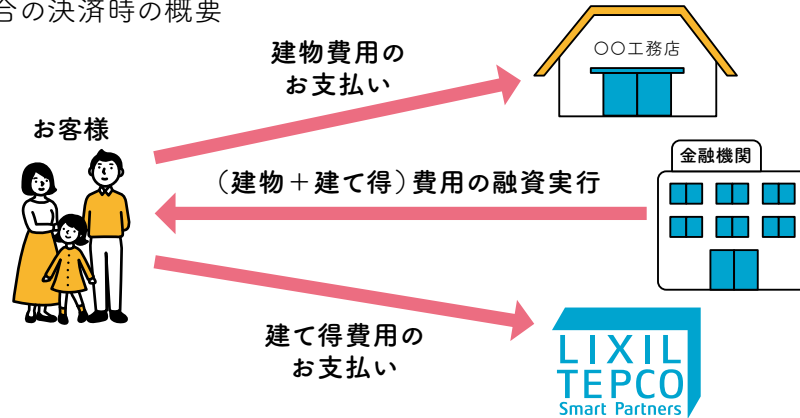 合の決済時の概要
建物費用の
お支払い
〇〇工務店
お客様
金融機関
(建物＋建て得)費用の融資実行
建て得費用の
お支払い
LIXIL
TEPCO
Smart Partners